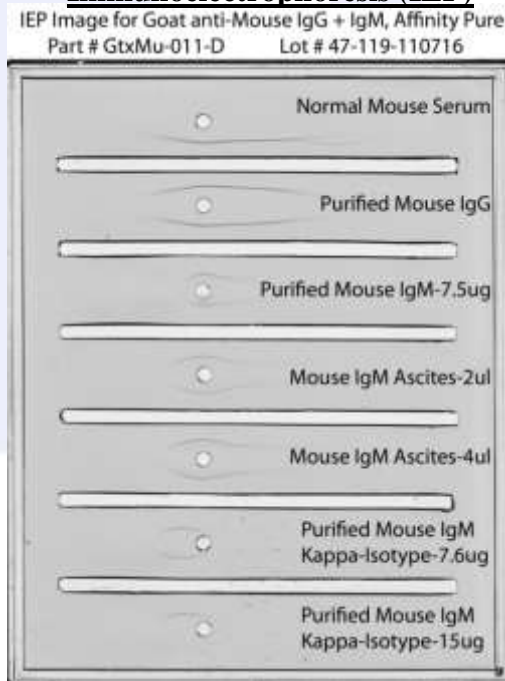 IEP Image for Goat anti-Mouse IgG + IgM, Affinity Pure
Part # GtxMu-011-D Lot # 47-119-110716
Normal Mouse Serum
Purified Mouse IgG
Purified Mouse IgM-7.5ug
Mouse IgM Ascites-2ul
Mouse IgM Ascites-4ul
Purified Mouse IgM
Kappa-Isotype-7.6ug
Purified Mouse IgM
Kappa-Isotype-15ug